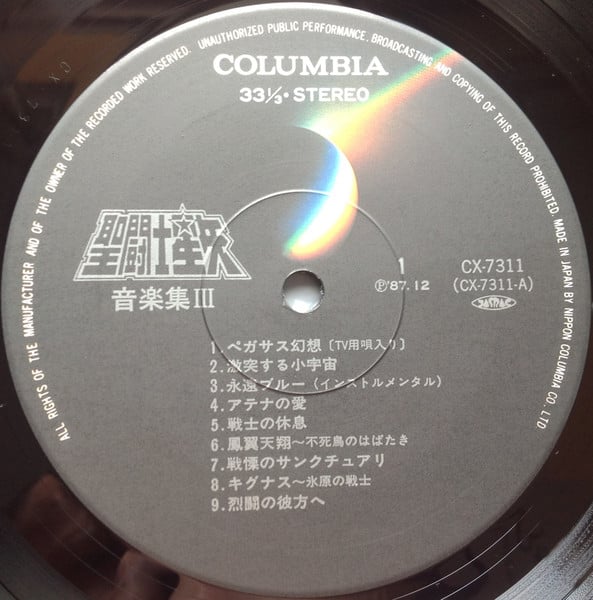 ALL RIGHTS OF THE MANUFACTURER AND OF THE OWNER OF THE RECORDED WORK RESERVED. UNAUTHORIZED PUBLIC PERFORMANCE, BROADCASTING AND COPYING OF THIS RECORD PROHIBITED. MADE IN JAPAN BY NIPPON COLUMBIA CO., LTD.
COLUMBIA
33⅓・STEREO
聖闘士星矢
音楽集III
1
Ⓟ'87.12
CX-7311
(CX-7311-A)
JASRAC
1.ペガサス幻想〔TV用唄入り〕
2.激突する小宇宙
3.永遠ブルー(インストルメンタル)
4.アテナの愛
5.戦士の休息
6.鳳翼天翔〜不死鳥のはばたき
7.戦慄のサンクチュアリ
8.キグナス〜氷原の戦士
9.烈闘の彼方へ